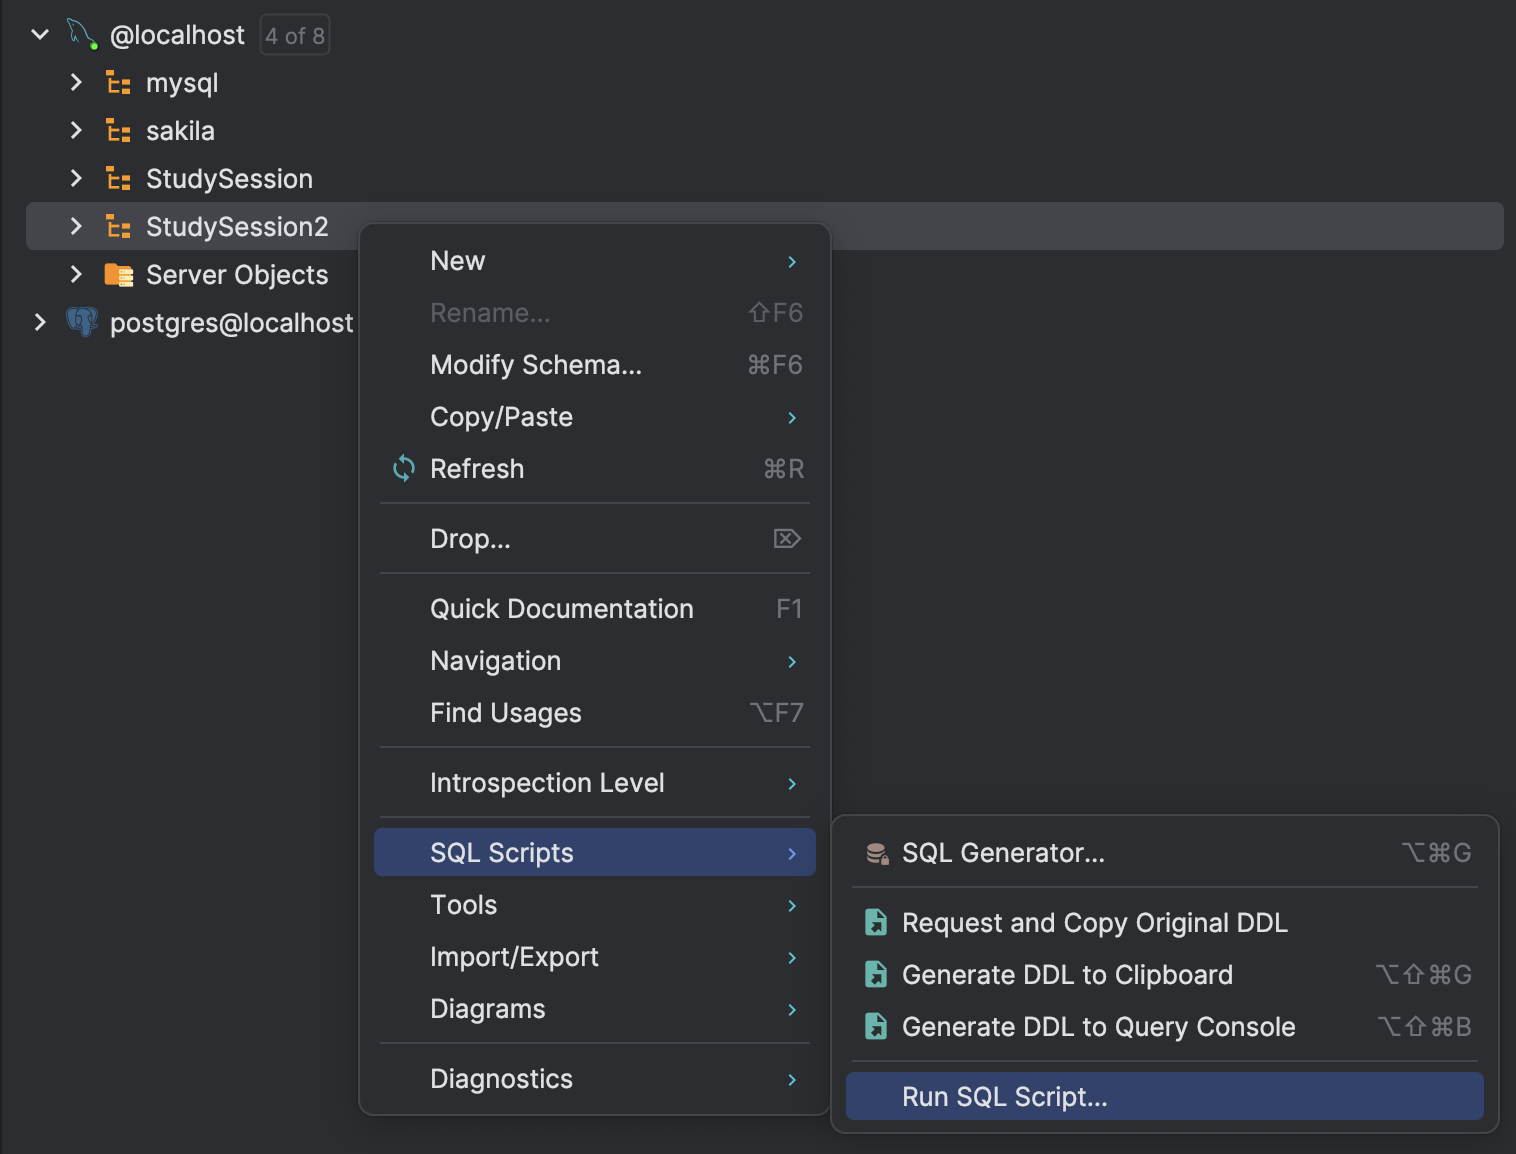 @localhost 4 of 8
mysql
sakila
StudySession
StudySession2
Server Objects
postgres@localhost
New
Rename... ⇧F6
Modify Schema... ⌘F6
Copy/Paste
Refresh ⌘R
Drop... ⌦
Quick Documentation F1
Navigation
Find Usages ⌥F7
Introspection Level
SQL Scripts
Tools
Import/Export
Diagrams
Diagnostics
SQL Generator... ⌥⌘G
Request and Copy Original DDL
Generate DDL to Clipboard ⌥⇧⌘G
Generate DDL to Query Console ⌥⇧⌘B
Run SQL Script...